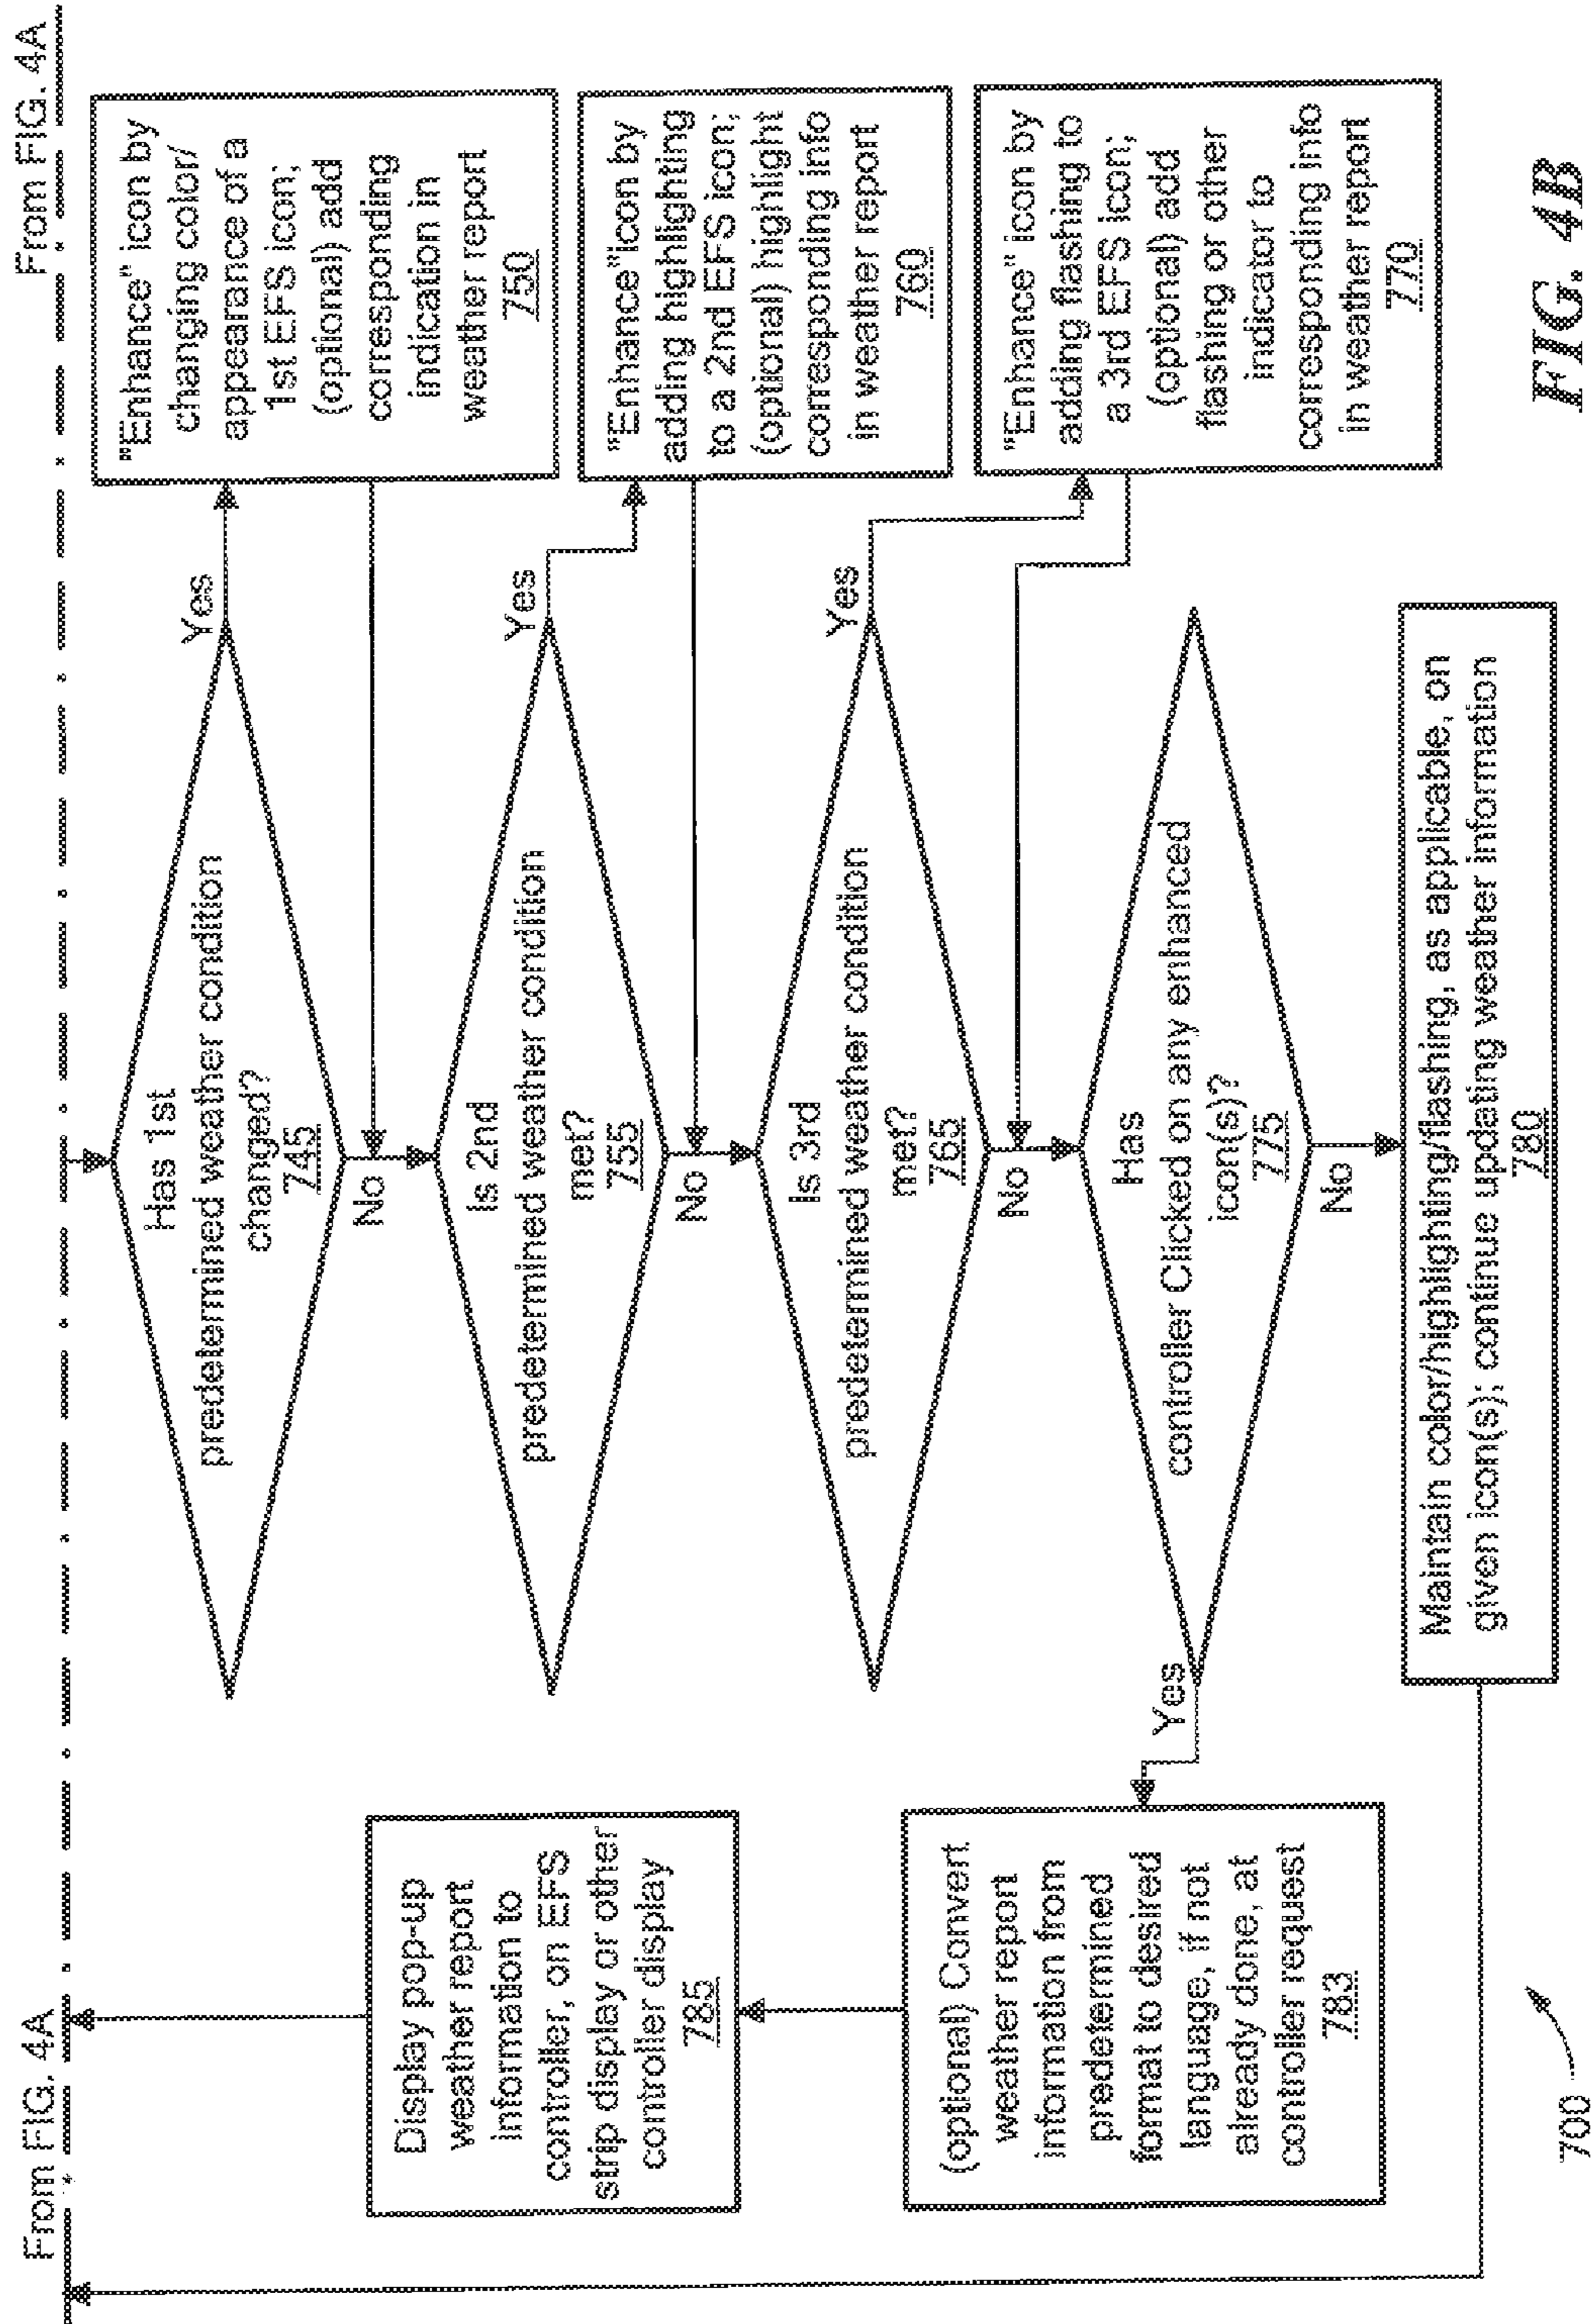 From FIG. 4A
From FIG. 4A
Has 1st
predetermined weather condition
changed?
745
Yes
No
"Enhance" icon by
changing color/
appearance of a
1st EFS icon;
(optional) add
corresponding
indication in
weather report
750
Is 2nd
predetermined weather condition
met?
755
Yes
No
"Enhance"icon by
adding highlighting
to a 2nd EFS icon;
(optional) highlight
corresponding info
in weather report
760
Is 3rd
predetermined weather condition
met?
765
Yes
No
"Enhance" icon by
adding flashing to
a 3rd EFS icon;
(optional) add
flashing or other
indicator to
corresponding info
in weather report
770
Has
controller Clicked on any enhanced
icon(s)?
775
Yes
No
Display pop-up
weather report
information to
controller, on EFS
strip display or other
controller display
785
(optional) Convert
weather report
information from
predetermined
format to desired
language, if not
already done, at
controller request
783
Maintain color/highlighting/flashing, as applicable, on
given icon(s); continue updating weather information
780
700
FIG. 4B